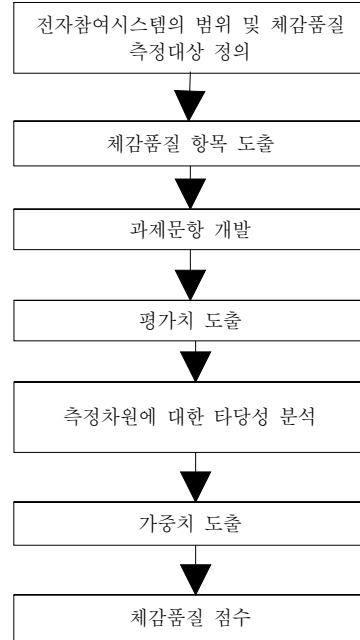 전자참여시스템의 범위 및 체감품질
측정대상 정의
체감품질 항목 도출
과제문항 개발
평가치 도출
측정차원에 대한 타당성 분석
가중치 도출
체감품질 점수